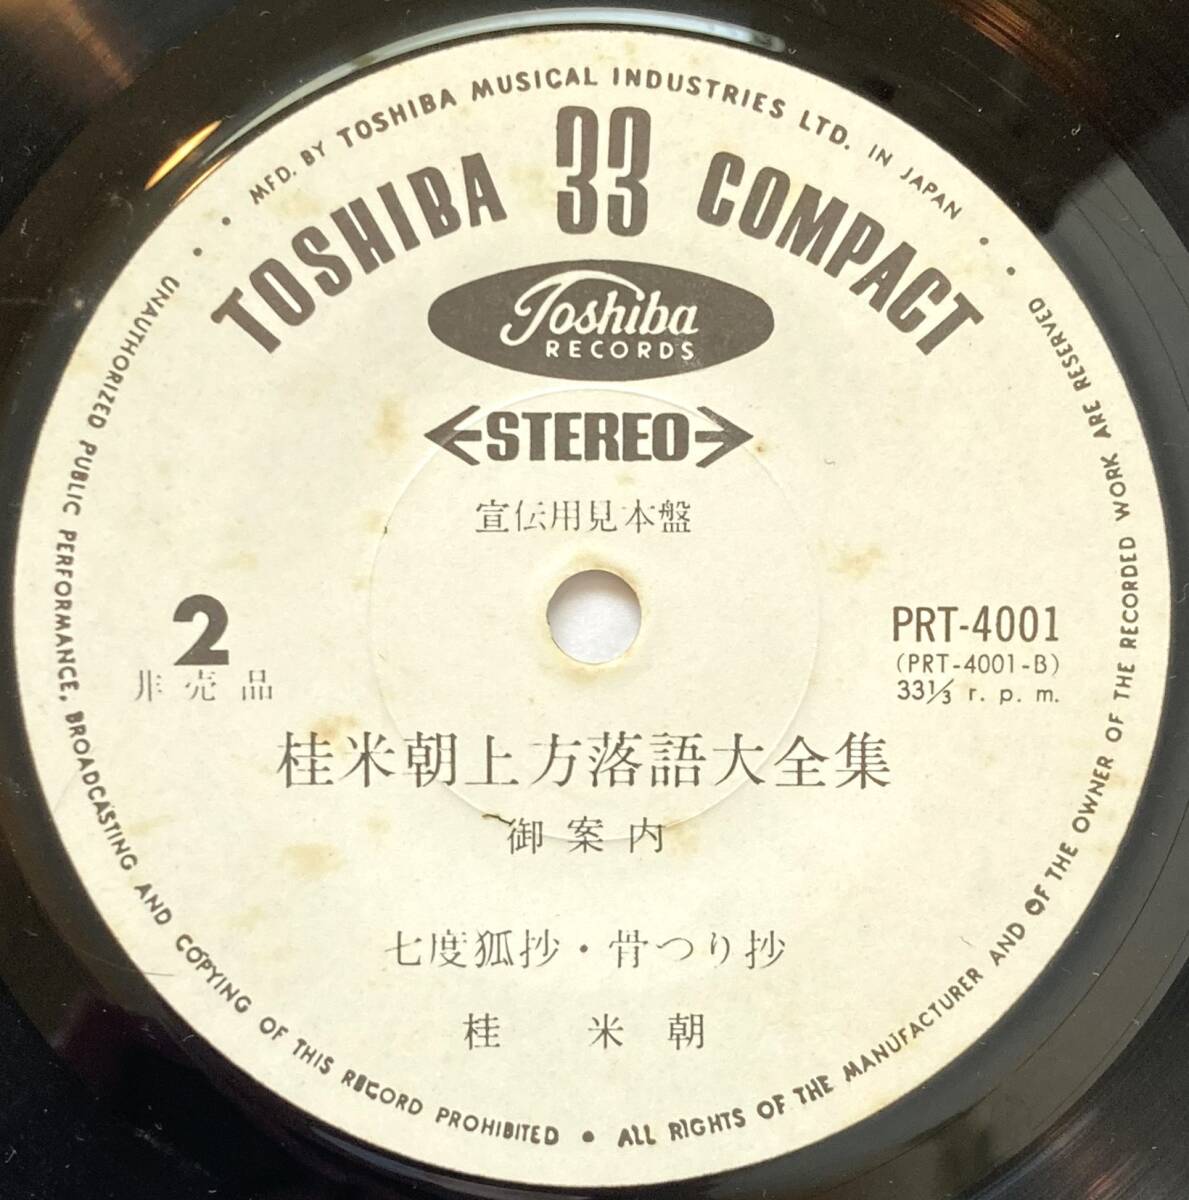 MFD. BY TOSHIBA MUSICAL INDUSTRIES LTD. IN JAPAN
TOSHIBA 33 COMPACT
Toshiba
RECORDS
STEREO
宣伝用見本盤
2
非売品
PRT-4001
(PRT-4001-B)
33⅓ r. p. m.
桂米朝上方落語大全集
御案内
七度狐抄・骨つり抄
桂 米朝
UNAUTHORIZED PUBLIC PERFORMANCE, BROADCASTING AND COPYING OF THIS RECORD PROHIBITED • ALL RIGHTS OF THE MANUFACTURER AND OF THE OWNER OF THE RECORDED WORK ARE RESERVED